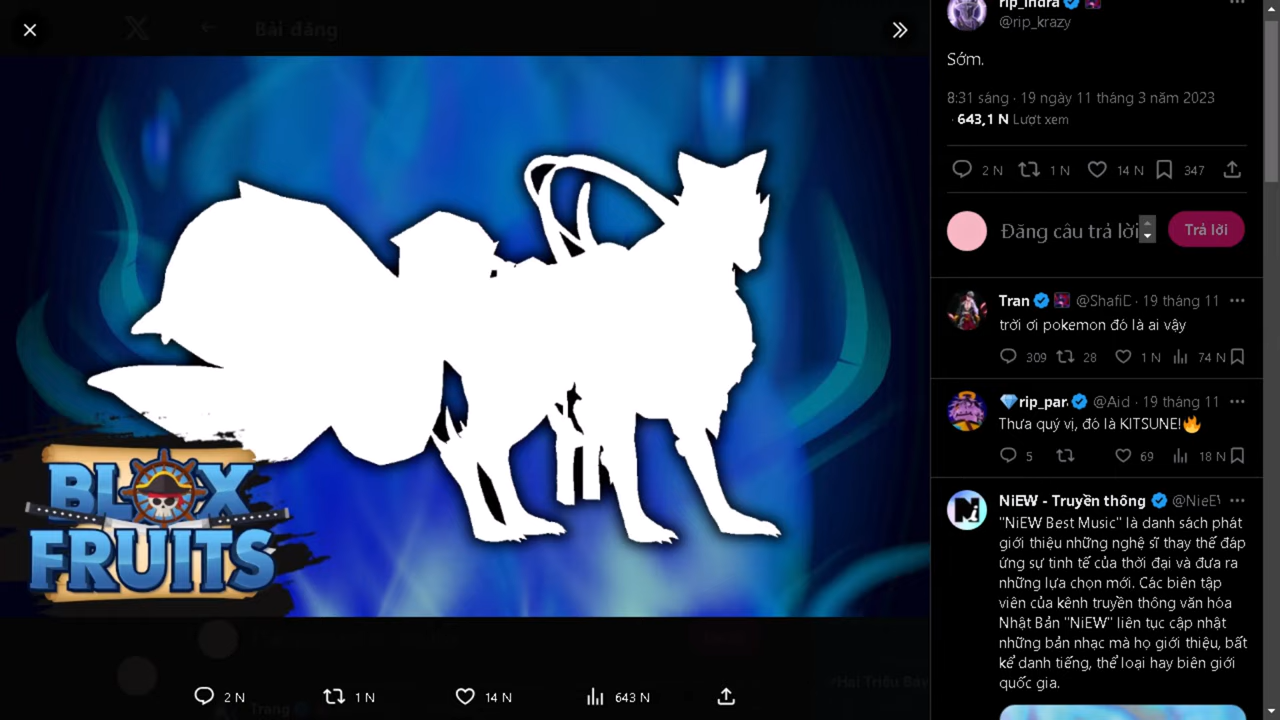 Bài đăng
rip_indra
@rip_krazy
Sớm.
8:31 sáng · 19 ngày 11 tháng 3 năm 2023
· 643,1 N Lượt xem
2 N 1 N 14 N 347
Đăng câu trả lời Trả lời
Tran @ShafiD · 19 tháng 11
trời ơi pokemon đó là ai vậy
309 28 1 N 74 N
rip_par. @Aid · 19 tháng 11
Thưa quý vị, đó là KITSUNE!🔥
5 69 18 N
NiEW - Truyền thông @NieEV
"NiEW Best Music" là danh sách phát
giới thiệu những nghệ sĩ thay thế đáp
ứng sự tinh tế của thời đại và đưa ra
những lựa chọn mới. Các biên tập
viên của kênh truyền thông văn hóa
Nhật Bản "NiEW" liên tục cập nhật
những bản nhạc mà họ giới thiệu, bất
kể danh tiếng, thể loại hay biên giới
quốc gia.
BLOX
FRUITS
2 N 1 N 14 N 643 N